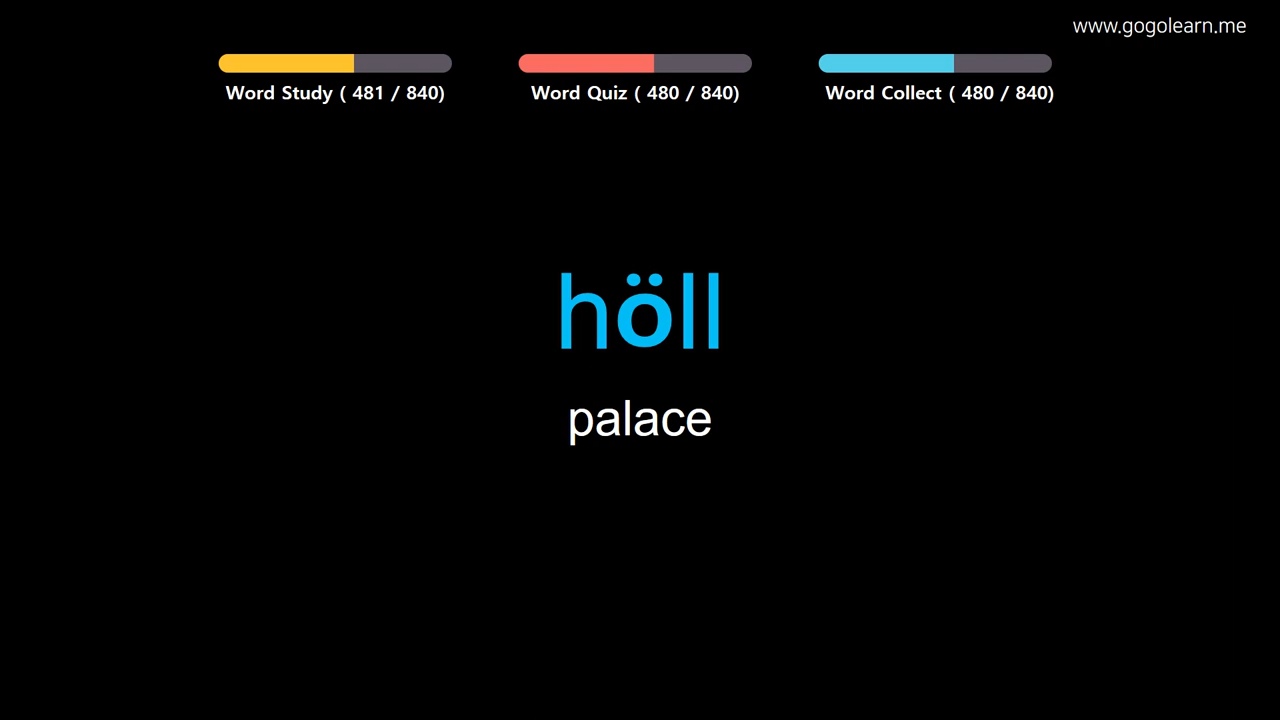 www.gogolearn.me
Word Study ( 481 / 840)
Word Quiz ( 480 / 840)
Word Collect ( 480 / 840)
höll
palace